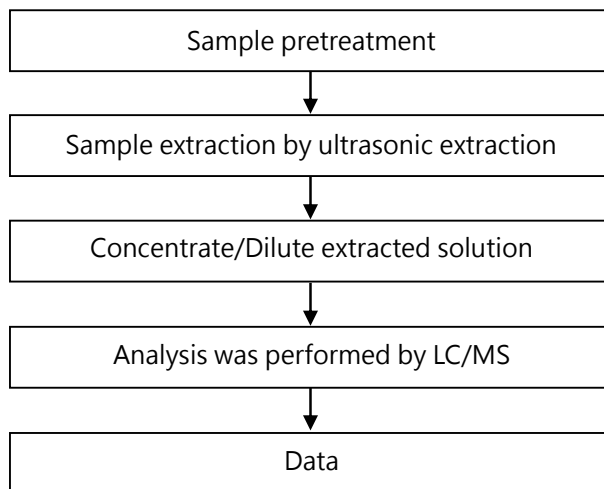 Sample pretreatment
Sample extraction by ultrasonic extraction
Concentrate/Dilute extracted solution
Analysis was performed by LC/MS
Data